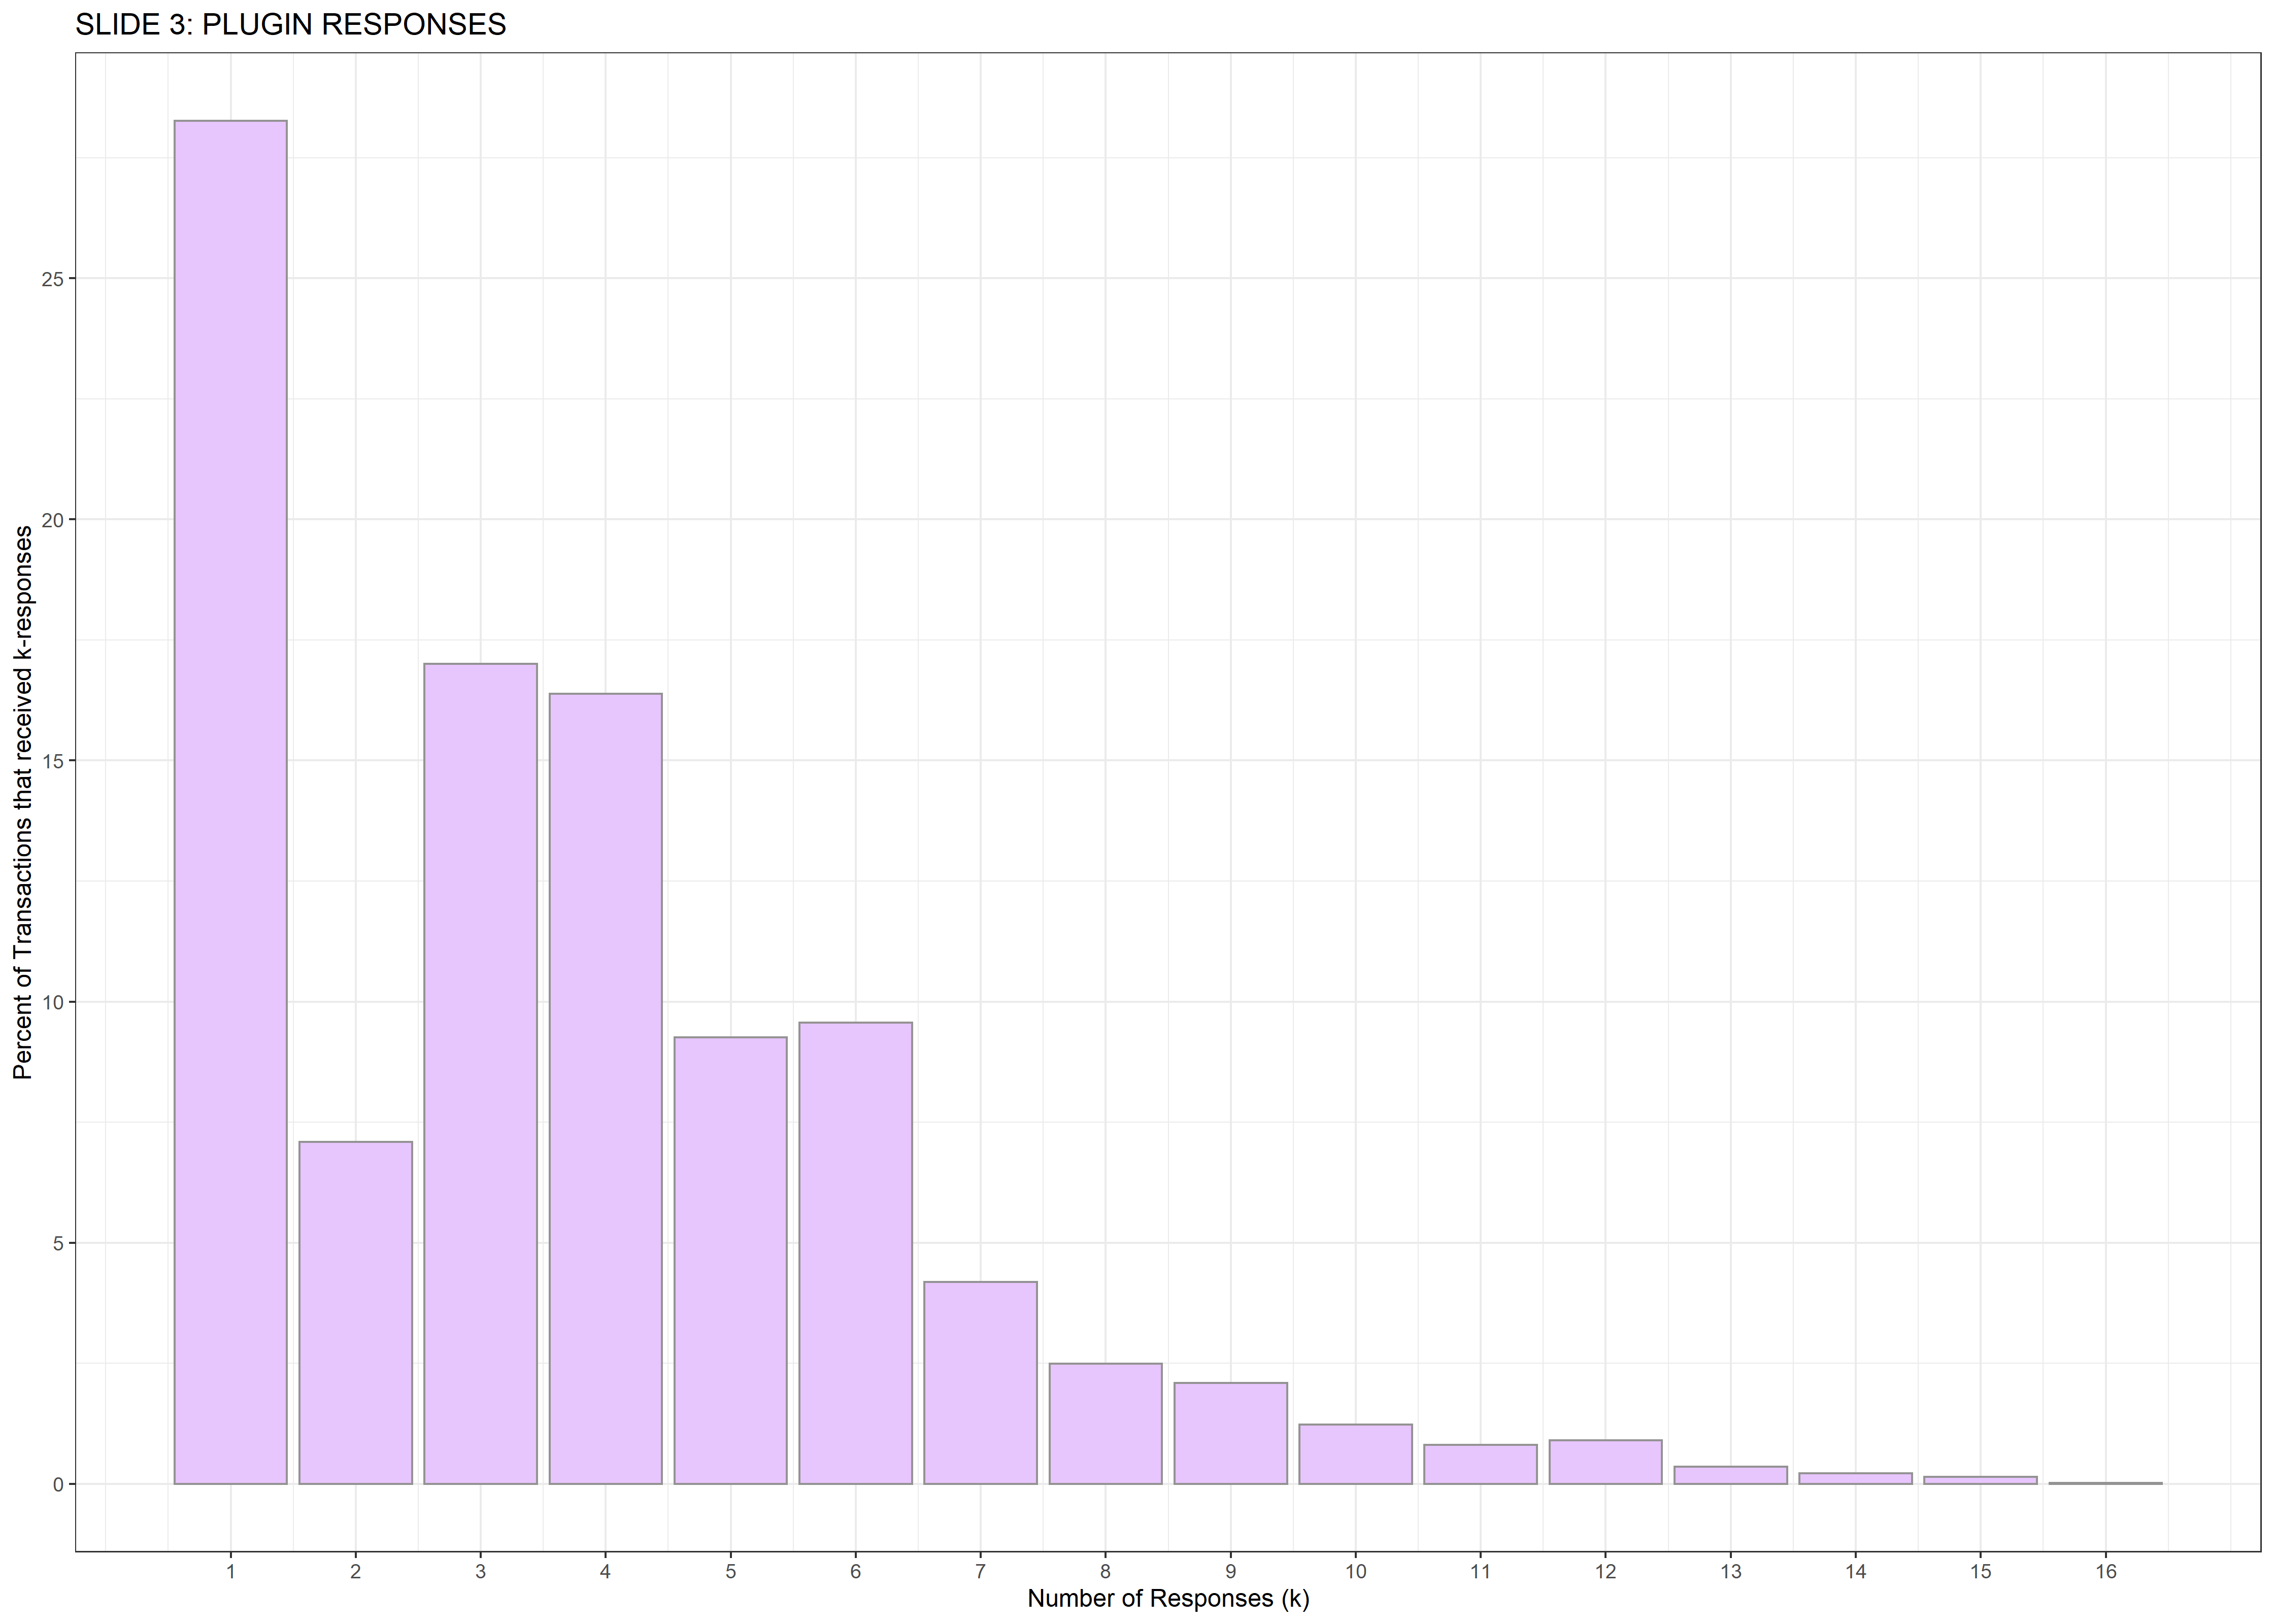 SLIDE 3: PLUGIN RESPONSES
Percent of Transactions that received k-responses
25
20
15
10
5
0
1 2 3 4 5 6 7 8 9 10 11 12 13 14 15 16
Number of Responses (k)